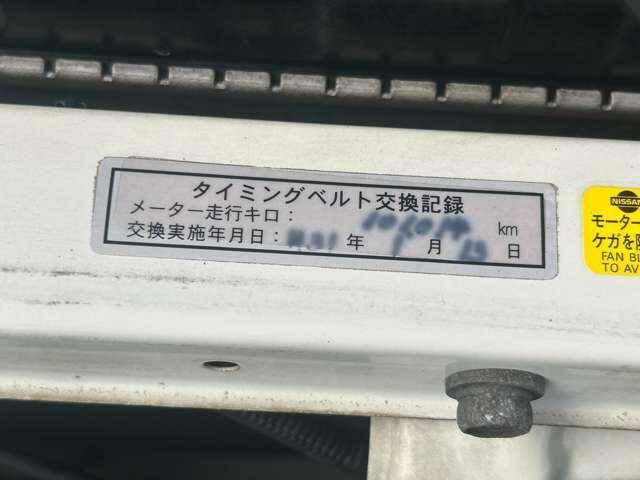 タイミングベルト交換記録
メーター走行キロ： km
交換実施年月日： 年 1 月 13 日
NISSAN
モーター
ケガを
FAN BL
TO AV